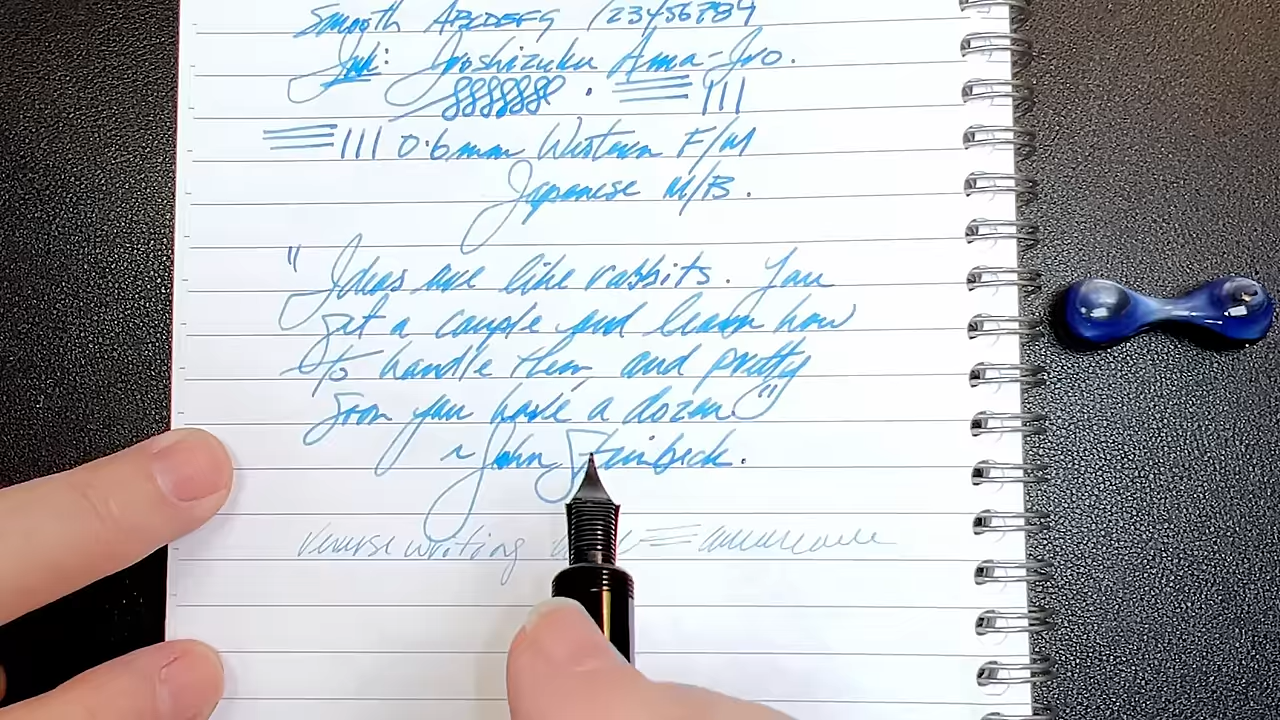 Smooth ABCDEFG 123456789
Ink: Iroshizuku Ama-Iro.
0.6mm Western F/M
Japanese M/B.
"Ideas are like rabbits. You
get a couple and learn how
to handle them, and pretty
soon you have a dozen"
~ John Steinbeck.
reverse writing